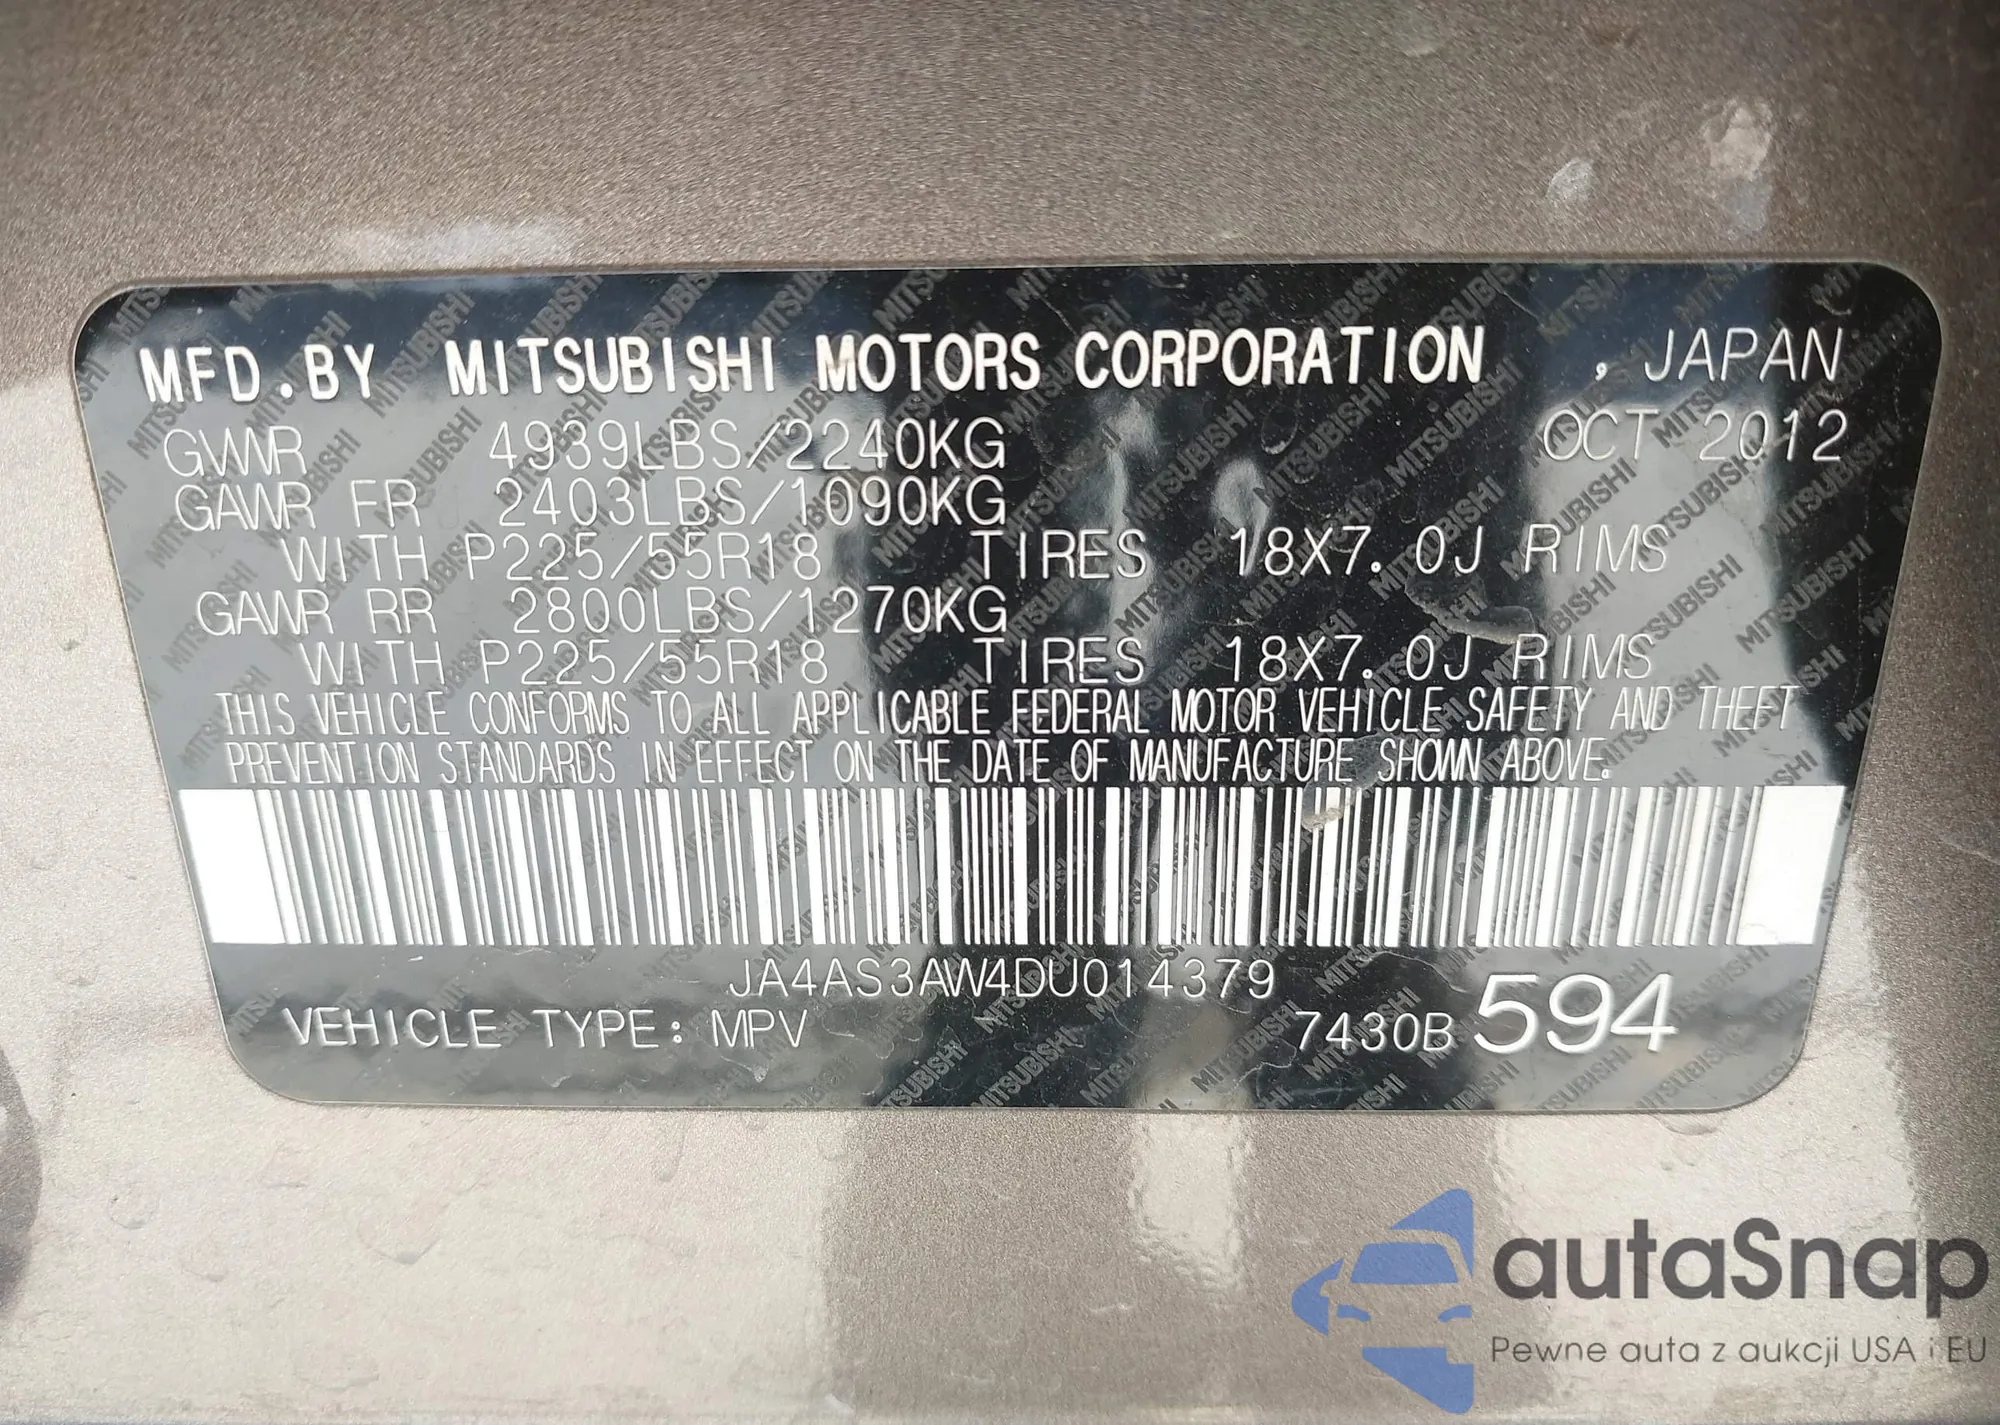 MFD.BY MITSUBISHI MOTORS CORPORATION , JAPAN
GVWR 4939LBS/2240KG OCT 2012
GAWR FR 2403LBS/1090KG
WITH P225/55R18 TIRES 18X7.0J RIMS
GAWR RR 2800LBS/1270KG
WITH P225/55R18 TIRES 18X7.0J RIMS
THIS VEHICLE CONFORMS TO ALL APPLICABLE FEDERAL MOTOR VEHICLE SAFETY AND THEFT
PREVENTION STANDARDS IN EFFECT ON THE DATE OF MANUFACTURE SHOWN ABOVE.
JA4AS3AW4DU014379
VEHICLE TYPE: MPV 7430B 594
autaSnap
Pewne auta z aukcji USA i EU